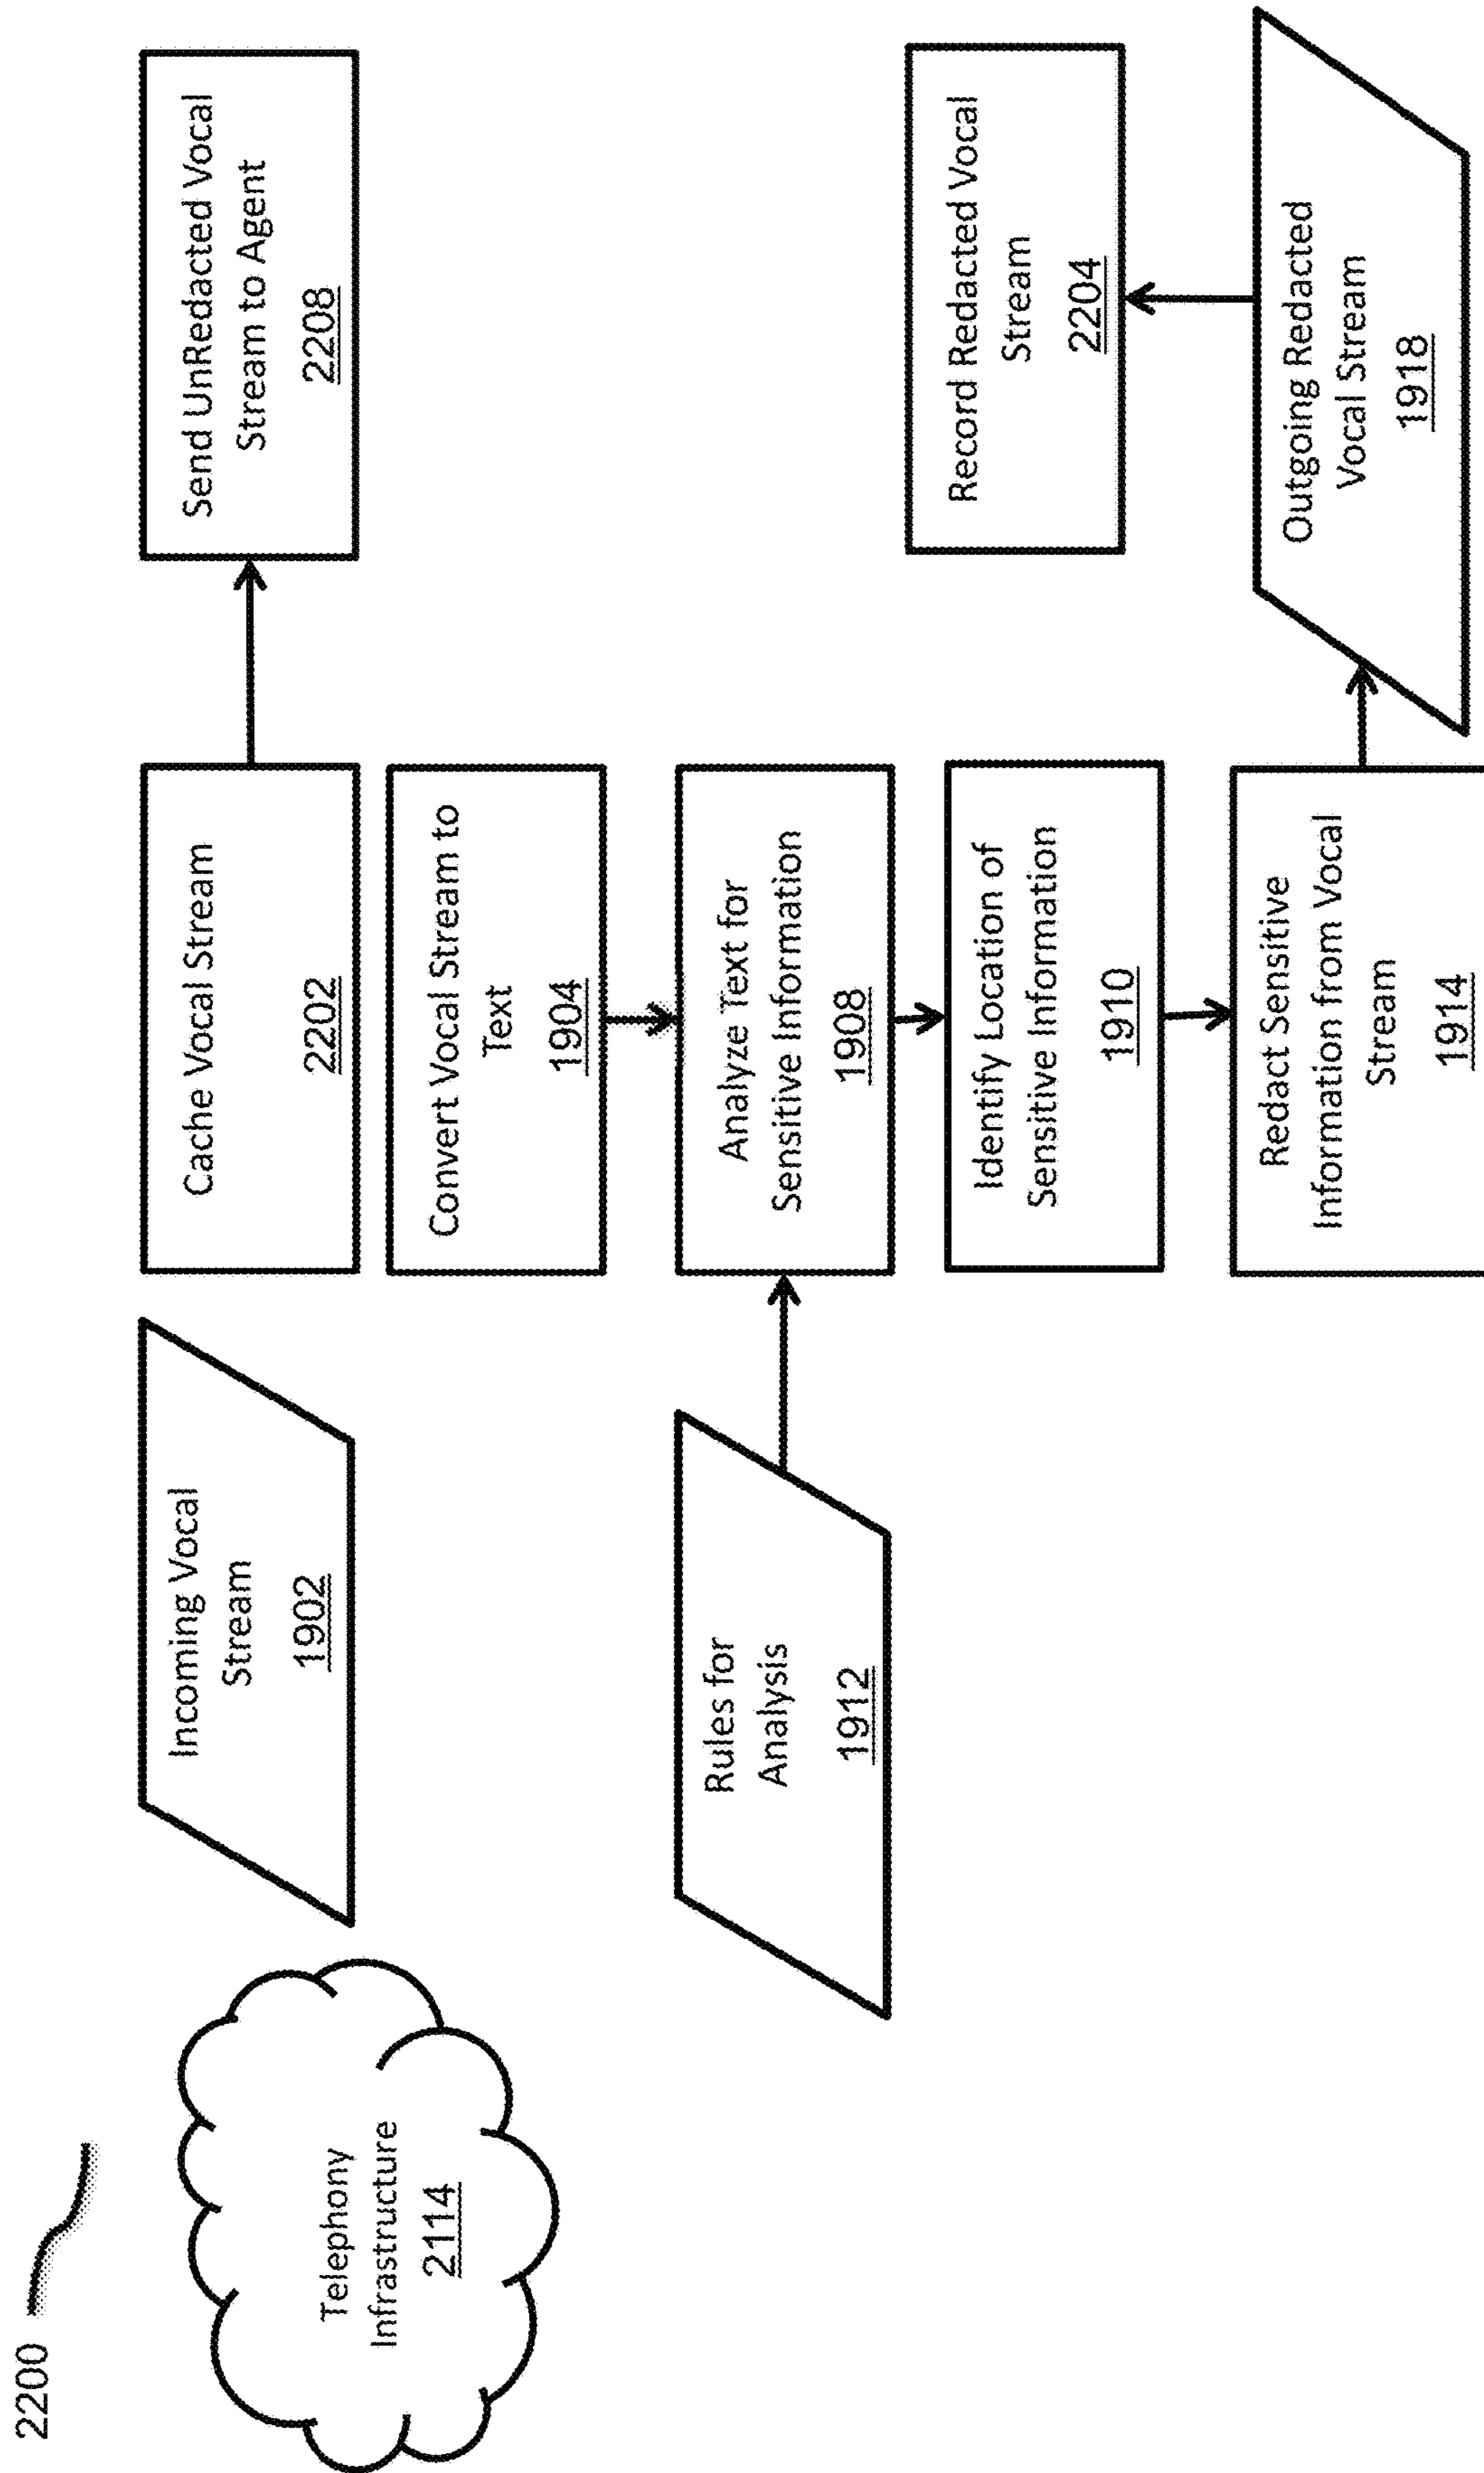 2200
Telephony
Infrastructure
2114
Incoming Vocal
Stream
1902
Cache Vocal Stream
2202
Send UnRedacted Vocal
Stream to Agent
2208
Convert Vocal Stream to
Text
1904
Rules for
Analysis
1912
Analyze Text for
Sensitive Information
1908
Identify Location of
Sensitive Information
1910
Record Redacted Vocal
Stream
2204
Redact Sensitive
Information from Vocal
Stream
1914
Outgoing Redacted
Vocal Stream
1918